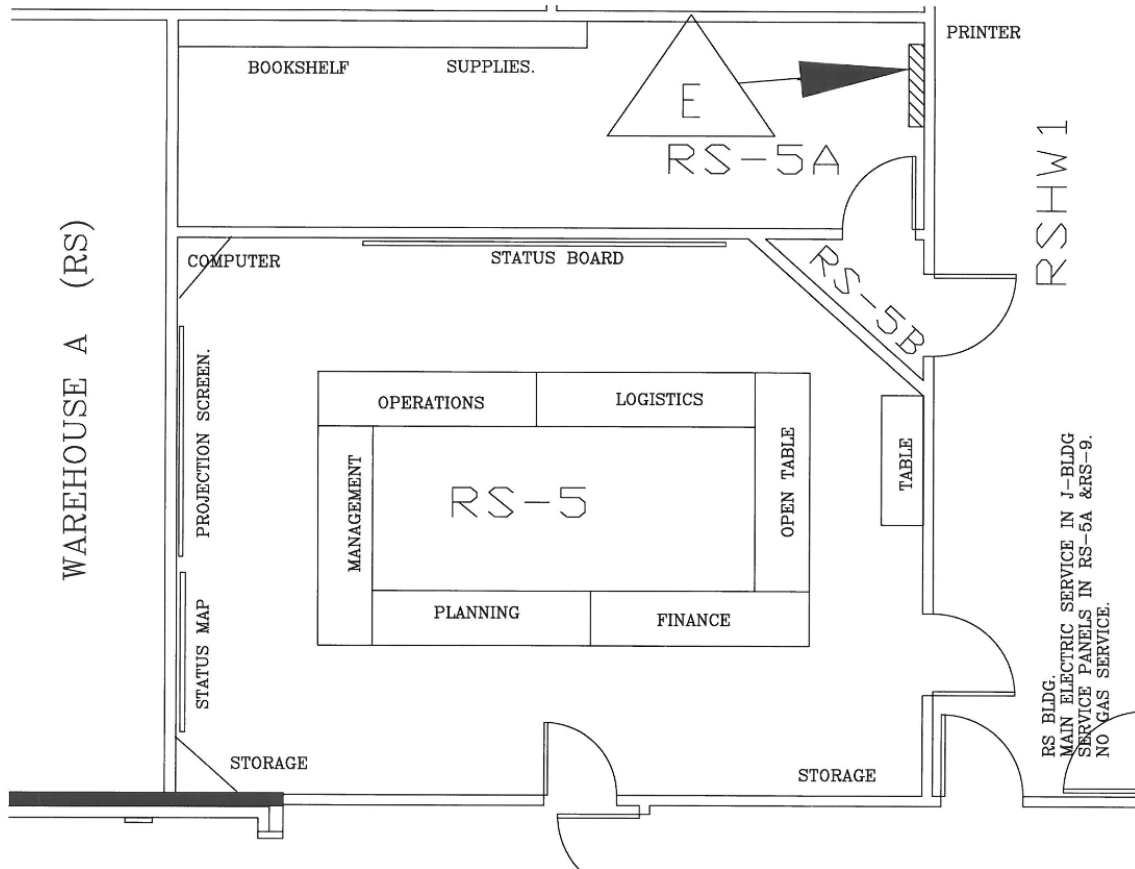 PRINTER
BOOKSHELF
SUPPLIES.
E
RS-5A
RSHW1
WAREHOUSE A (RS)
COMPUTER
STATUS BOARD
RS-5B
PROJECTION SCREEN.
OPERATIONS
LOGISTICS
MANAGEMENT
RS-5
OPEN TABLE
TABLE
PLANNING
FINANCE
STATUS MAP
STORAGE
STORAGE
RS BLDG.
MAIN ELECTRIC SERVICE IN J-BLDG
SERVICE PANELS IN RS-5A &RS-9.
NO GAS SERVICE.